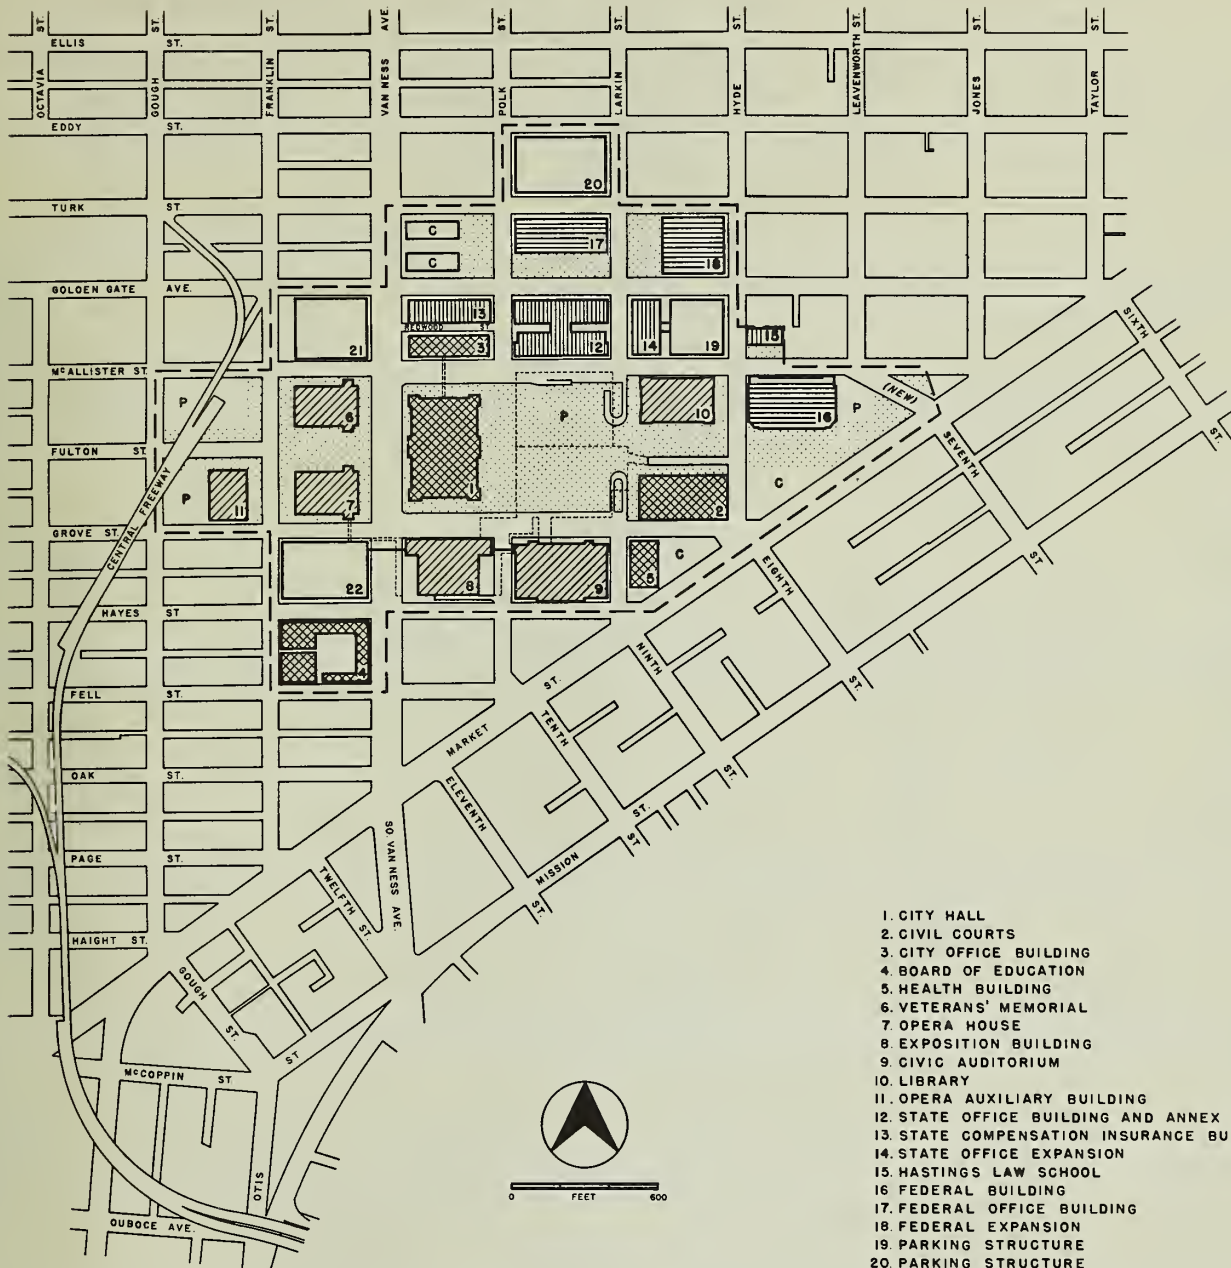 OCTAVIA ST.
GOUGH ST.
FRANKLIN ST.
VAN NESS AVE.
POLK ST.
LARKIN ST.
HYDE ST.
LEAVENWORTH ST.
JONES ST.
TAYLOR ST.
ELLIS ST.
EDDY ST.
TURK ST.
GOLDEN GATE AVE.
McALLISTER ST.
FULTON ST.
GROVE ST.
HAYES ST
FELL ST.
OAK ST.
PAGE ST.
HAIGHT ST.
McCOPPIN ST
DUBOCE AVE.
OTIS
ST
GOUGH ST.
TWELFTH ST.
SO. VAN NESS AVE.
ELEVENTH ST.
TENTH ST
NINTH ST.
EIGHTH ST
SEVENTH ST.
SIXTH
MARKET ST.
MISSION ST.
CENTRAL FREEWAY
REDWOOD ST
(NEW)
20
C
C
17
18
21
13
3
12
14
19
15
P
6
1
P
10
16
P
P
11
7
2
C
22
8
9
5
C
4
0 FEET 600
1. CITY HALL
2. CIVIL COURTS
3. CITY OFFICE BUILDING
4. BOARD OF EDUCATION
5. HEALTH BUILDING
6. VETERANS' MEMORIAL
7. OPERA HOUSE
8. EXPOSITION BUILDING
9. CIVIC AUDITORIUM
10. LIBRARY
11. OPERA AUXILIARY BUILDING
12. STATE OFFICE BUILDING AND ANNEX
13. STATE COMPENSATION INSURANCE BU
14. STATE OFFICE EXPANSION
15. HASTINGS LAW SCHOOL
16 FEDERAL BUILDING
17. FEDERAL OFFICE BUILDING
18. FEDERAL EXPANSION
19. PARKING STRUCTURE
20. PARKING STRUCTURE